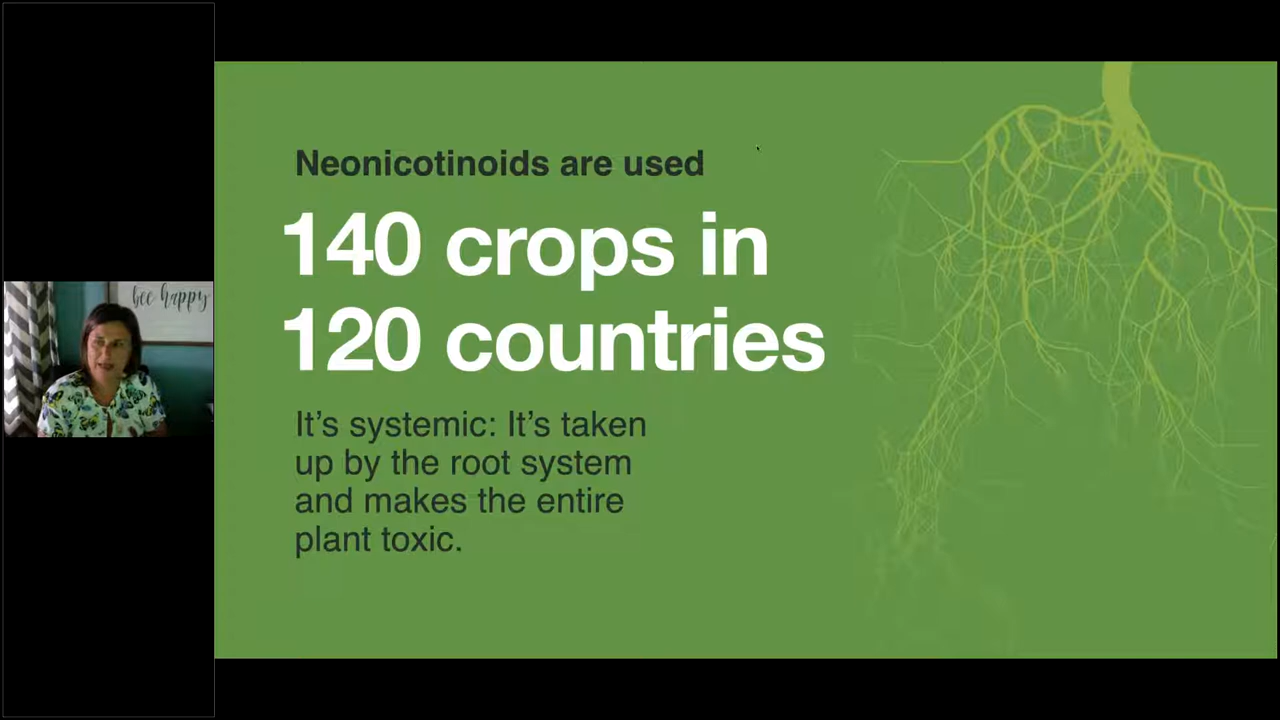 bee happy
Neonicotinoids are used
140 crops in
120 countries
It’s systemic: It’s taken
up by the root system
and makes the entire
plant toxic.